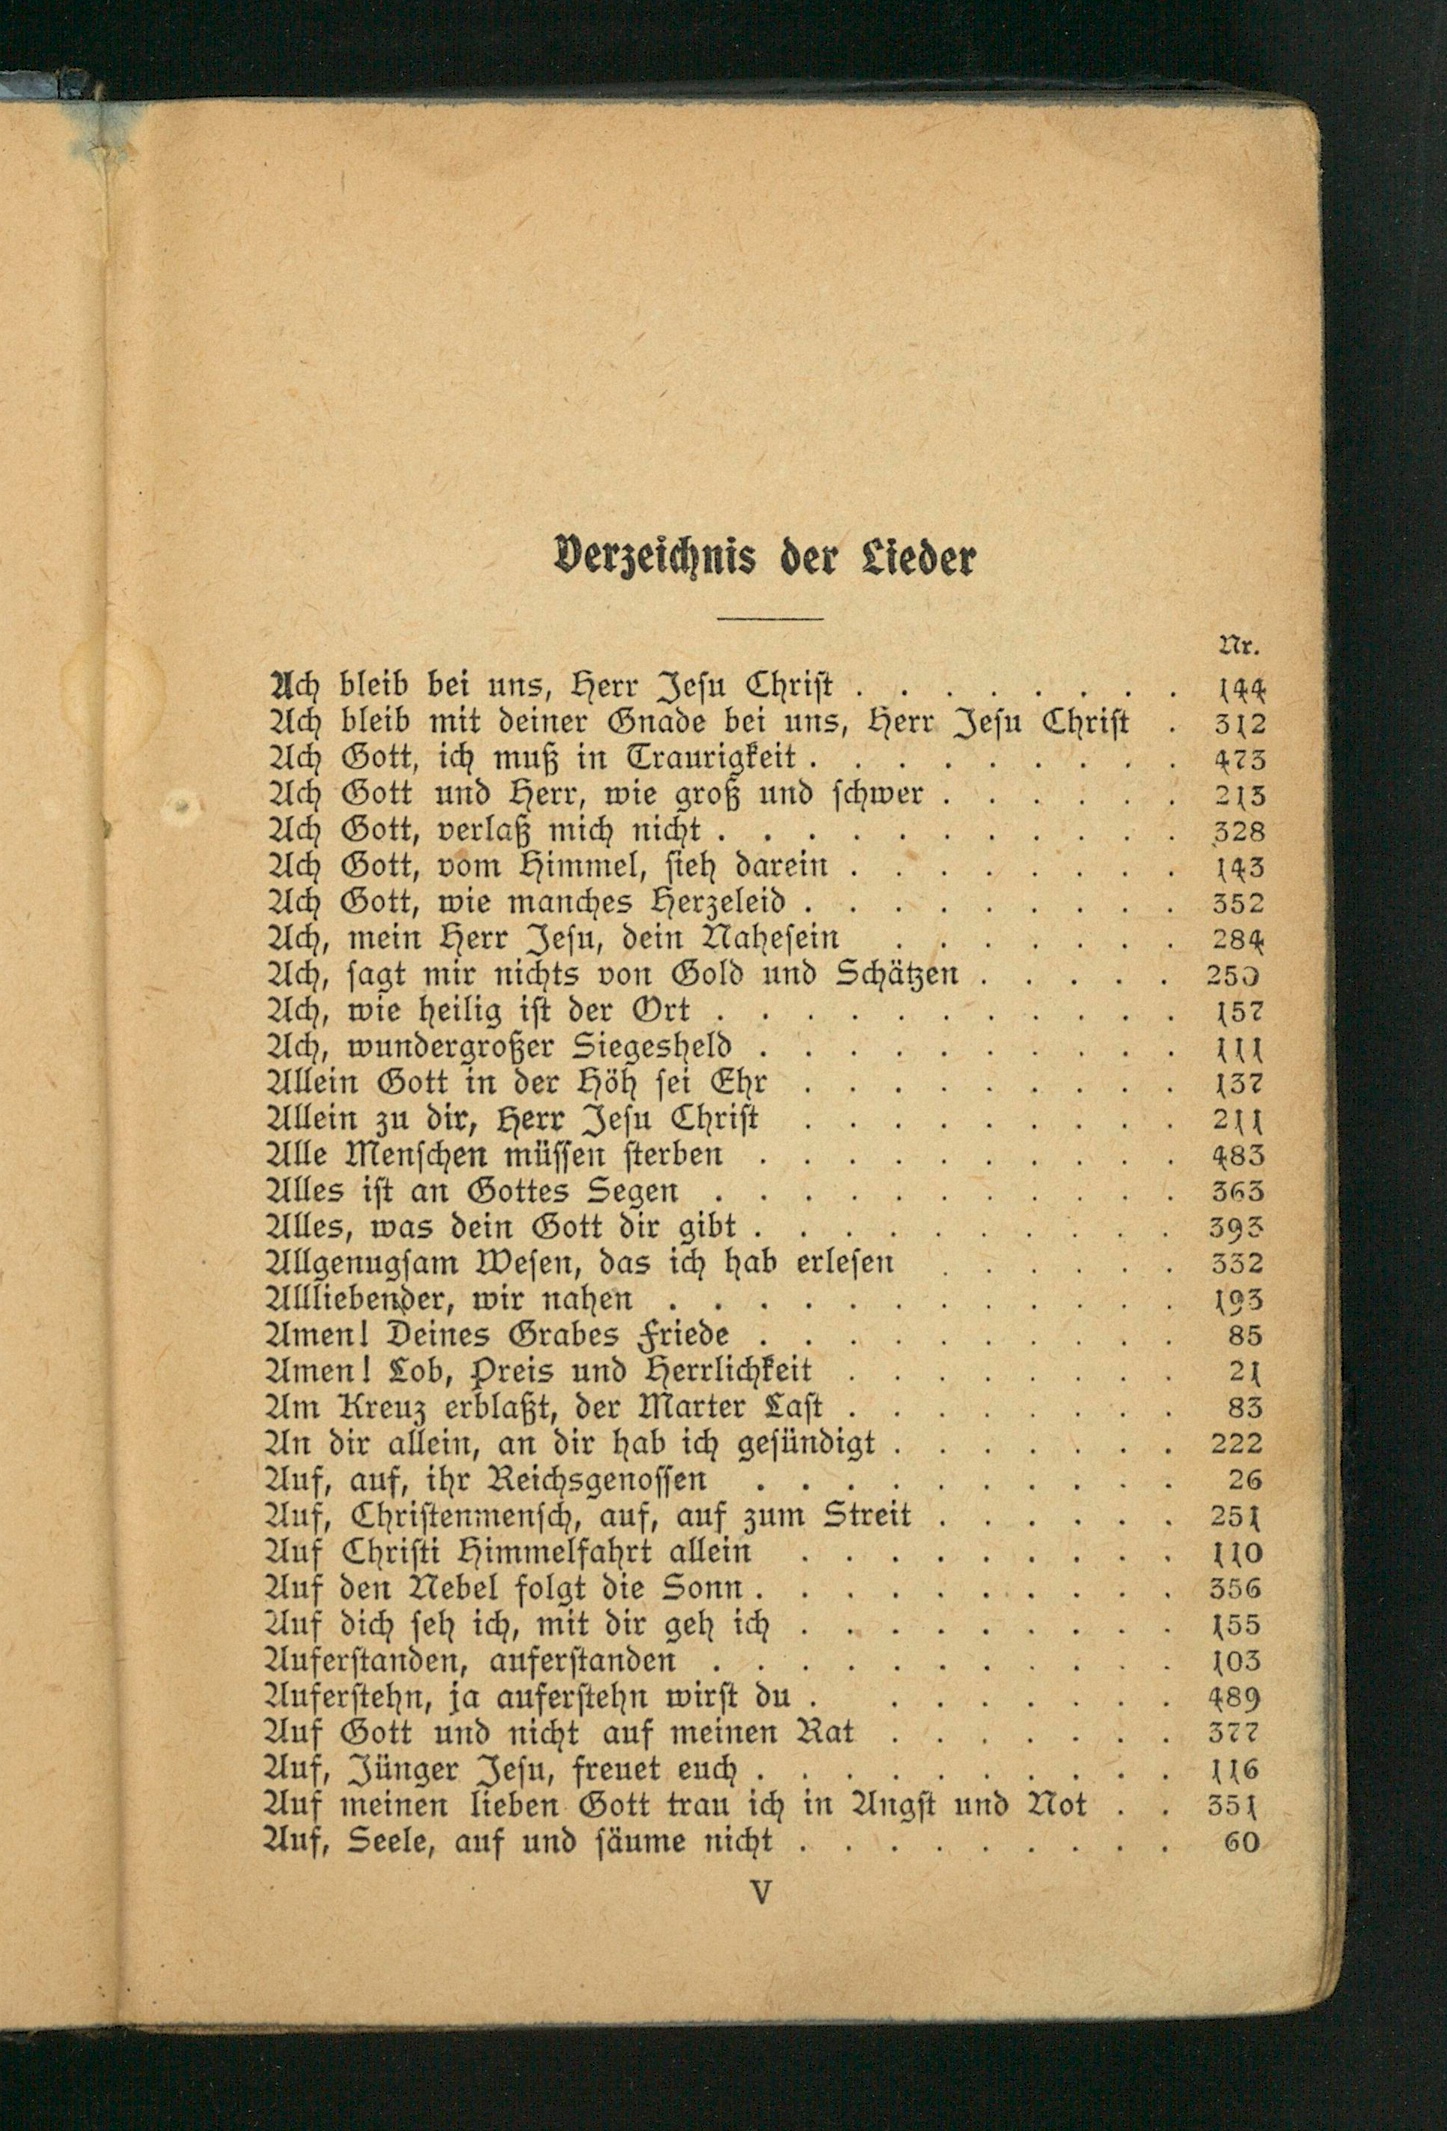 Verzeichnis der Lieder
Nr.
Ach bleib bei uns, Herr Jesu Christ . . . . . . . . 144
Ach bleib mit deiner Gnade bei uns, Herr Jesu Christ . 312
Ach Gott, ich muß in Traurigkeit . . . . . . . . . 473
Ach Gott und Herr, wie groß und schwer . . . . . . 213
Ach Gott, verlaß mich nicht . . . . . . . . . . . 328
Ach Gott, vom Himmel, sieh darein . . . . . . . . 143
Ach Gott, wie manches Herzeleid . . . . . . . . . 352
Ach, mein Herr Jesu, dein Nahesein . . . . . . . 284
Ach, sagt mir nichts von Gold und Schätzen . . . . . 250
Ach, wie heilig ist der Ort . . . . . . . . . . . 157
Ach, wundergroßer Siegesheld . . . . . . . . . . 111
Allein Gott in der Höh sei Ehr . . . . . . . . . 137
Allein zu dir, Herr Jesu Christ . . . . . . . . . 211
Alle Menschen müssen sterben . . . . . . . . . . 483
Alles ist an Gottes Segen . . . . . . . . . . . 363
Alles, was dein Gott dir gibt . . . . . . . . . . 393
Allgenugsam Wesen, das ich hab erlesen . . . . . . 332
Allliebender, wir nahen . . . . . . . . . . . . 193
Amen! Deines Grabes Friede . . . . . . . . . . 85
Amen! Lob, Preis und Herrlichkeit . . . . . . . . 21
Am Kreuz erblaßt, der Marter Last . . . . . . . . 83
An dir allein, an dir hab ich gesündigt . . . . . . . 222
Auf, auf, ihr Reichsgenossen . . . . . . . . . . 26
Auf, Christenmensch, auf, auf zum Streit . . . . . . 251
Auf Christi Himmelfahrt allein . . . . . . . . . 110
Auf den Nebel folgt die Sonn . . . . . . . . . . 356
Auf dich seh ich, mit dir geh ich . . . . . . . . . 155
Auferstanden, auferstanden . . . . . . . . . . . 103
Auferstehn, ja auferstehn wirst du . . . . . . . . 489
Auf Gott und nicht auf meinen Rat . . . . . . . 377
Auf, Jünger Jesu, freuet euch . . . . . . . . . . 116
Auf meinen lieben Gott trau ich in Angst und Not . . 351
Auf, Seele, auf und säume nicht . . . . . . . . . 60
V